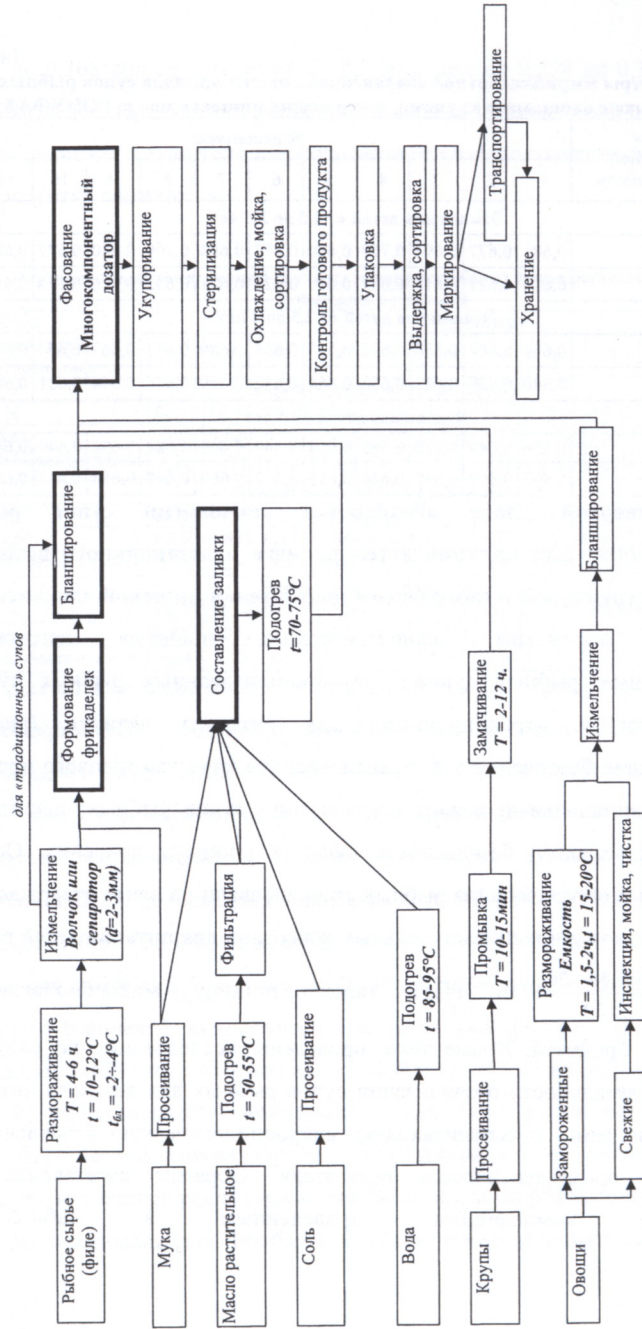 для «традиционных» супов
Рыбное сырье
(филе)
Размораживание
T = 4-6 ч.
t = 10-12°C
tбл = -2÷-4°C
Измельчение
Волчок или
сепаратор
(d=2-3мм)
Формование
фрикаделек
Бланширование
Фасование
Многокомпонентный
дозатор
Мука
Просеивание
Масло растительное
Подогрев
t = 50-55°C
Фильтрация
Соль
Просеивание
Составление заливки
Подогрев
t=70-75°C
Вода
Подогрев
t = 85-95°C
Крупы
Просеивание
Промывка
T = 10-15мин
Замачивание
T = 2-12 ч.
Овощи
Замороженные
Размораживание
Емкость
T = 1,5-2ч,t = 15-20°C
Свежие
Инспекция, мойка, чистка
Измельчение
Бланширование
Укупоривание
Стерилизация
Охлаждение, мойка,
сортировка
Контроль готового продукта
Упаковка
Выдержка, сотировка
Маркирование
Транспортирование
Хранение